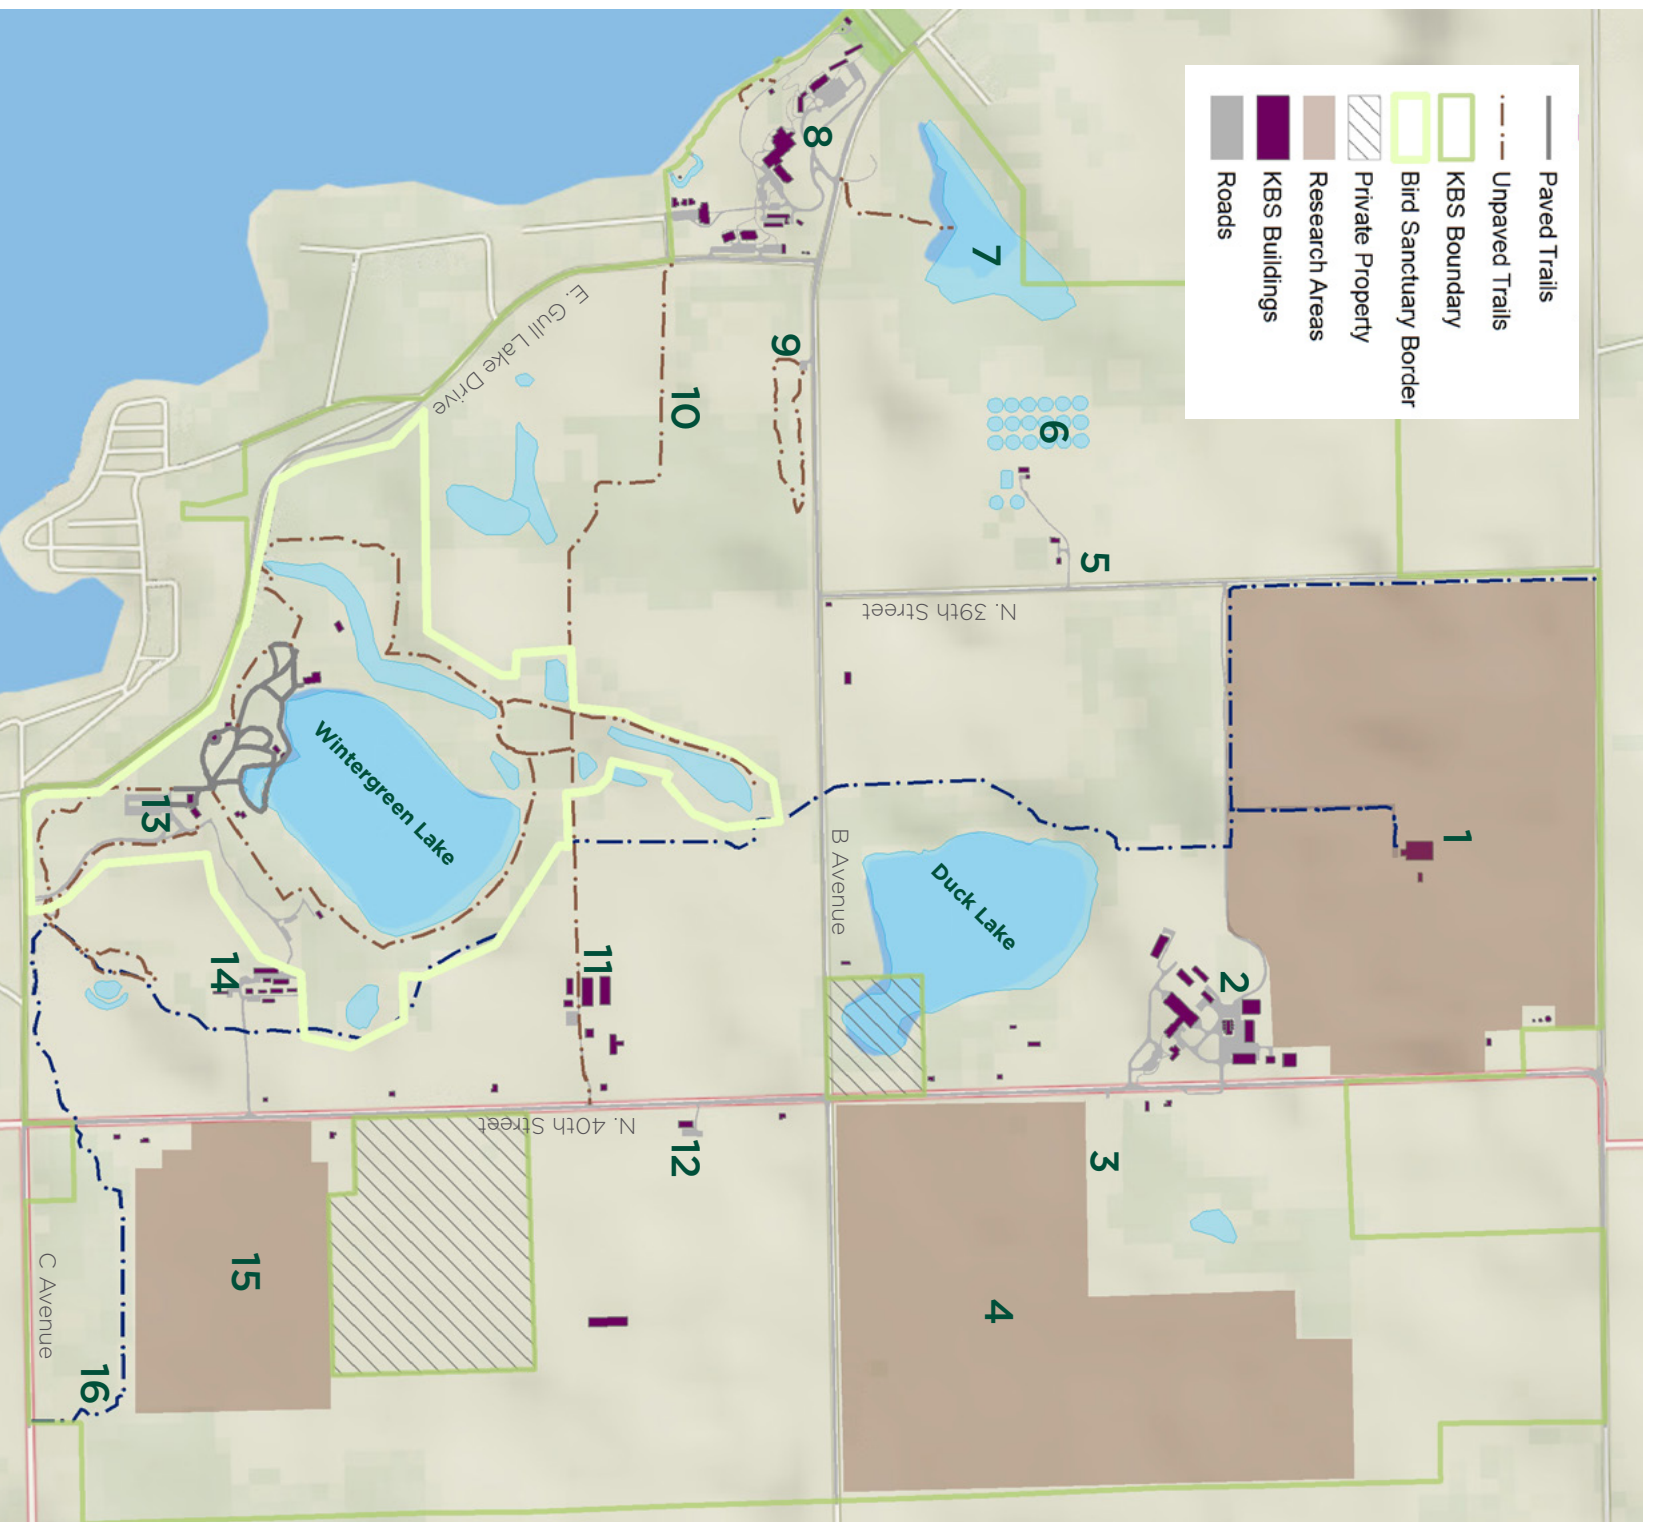 Paved Trails
Unpaved Trails
KBS Boundary
Bird Sanctuary Border
Private Property
Research Areas
KBS Buildings
Roads
1
2
3
4
5
6
7
8
9
10
11
12
13
14
15
16
N. 39th Street
N. 40th Street
B Avenue
C Avenue
E. Gull Lake Drive
Duck Lake
Wintergreen Lake